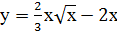 y = 2/3 x√x − 2x